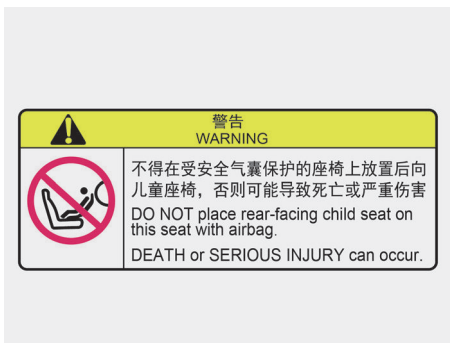 警告
WARNING
不得在受安全气囊保护的座椅上放置后向
儿童座椅，否则可能导致死亡或严重伤害
DO NOT place rear-facing child seat on
this seat with airbag.
DEATH or SERIOUS INJURY can occur.